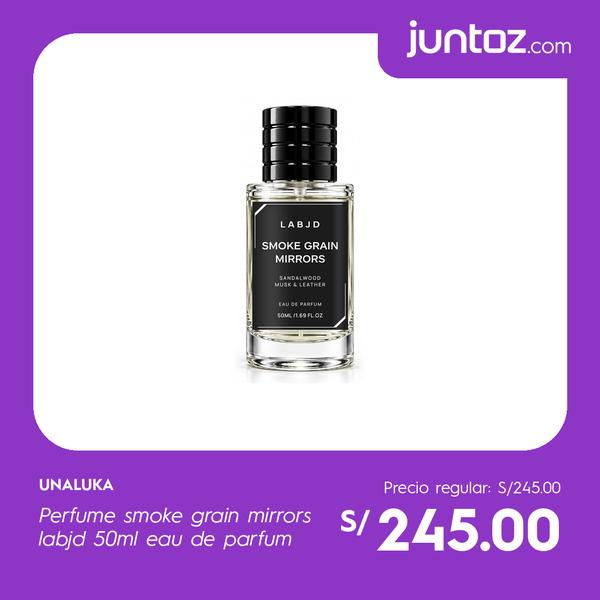 juntoz.com
LABJD
SMOKE GRAIN
MIRRORS
SANDALWOOD
MUSK & LEATHER
EAU DE PARFUM
50ML /1.69 FL.OZ
UNALUKA
Perfume smoke grain mirrors
labjd 50ml eau de parfum
Precio regular: S/245.00
S/ 245.00